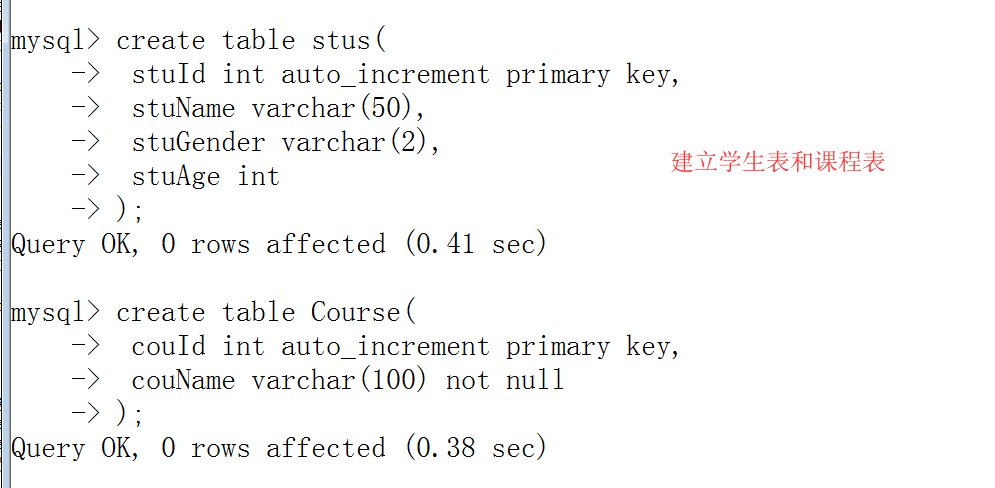 mysql> create table stus(
    ->  stuId int auto_increment primary key,
    ->  stuName varchar(50),
    ->  stuGender varchar(2),
    ->  stuAge int
    -> );
Query OK, 0 rows affected (0.41 sec)
建立学生表和课程表
mysql> create table Course(
    ->  couId int auto_increment primary key,
    ->  couName varchar(100) not null
    -> );
Query OK, 0 rows affected (0.38 sec)